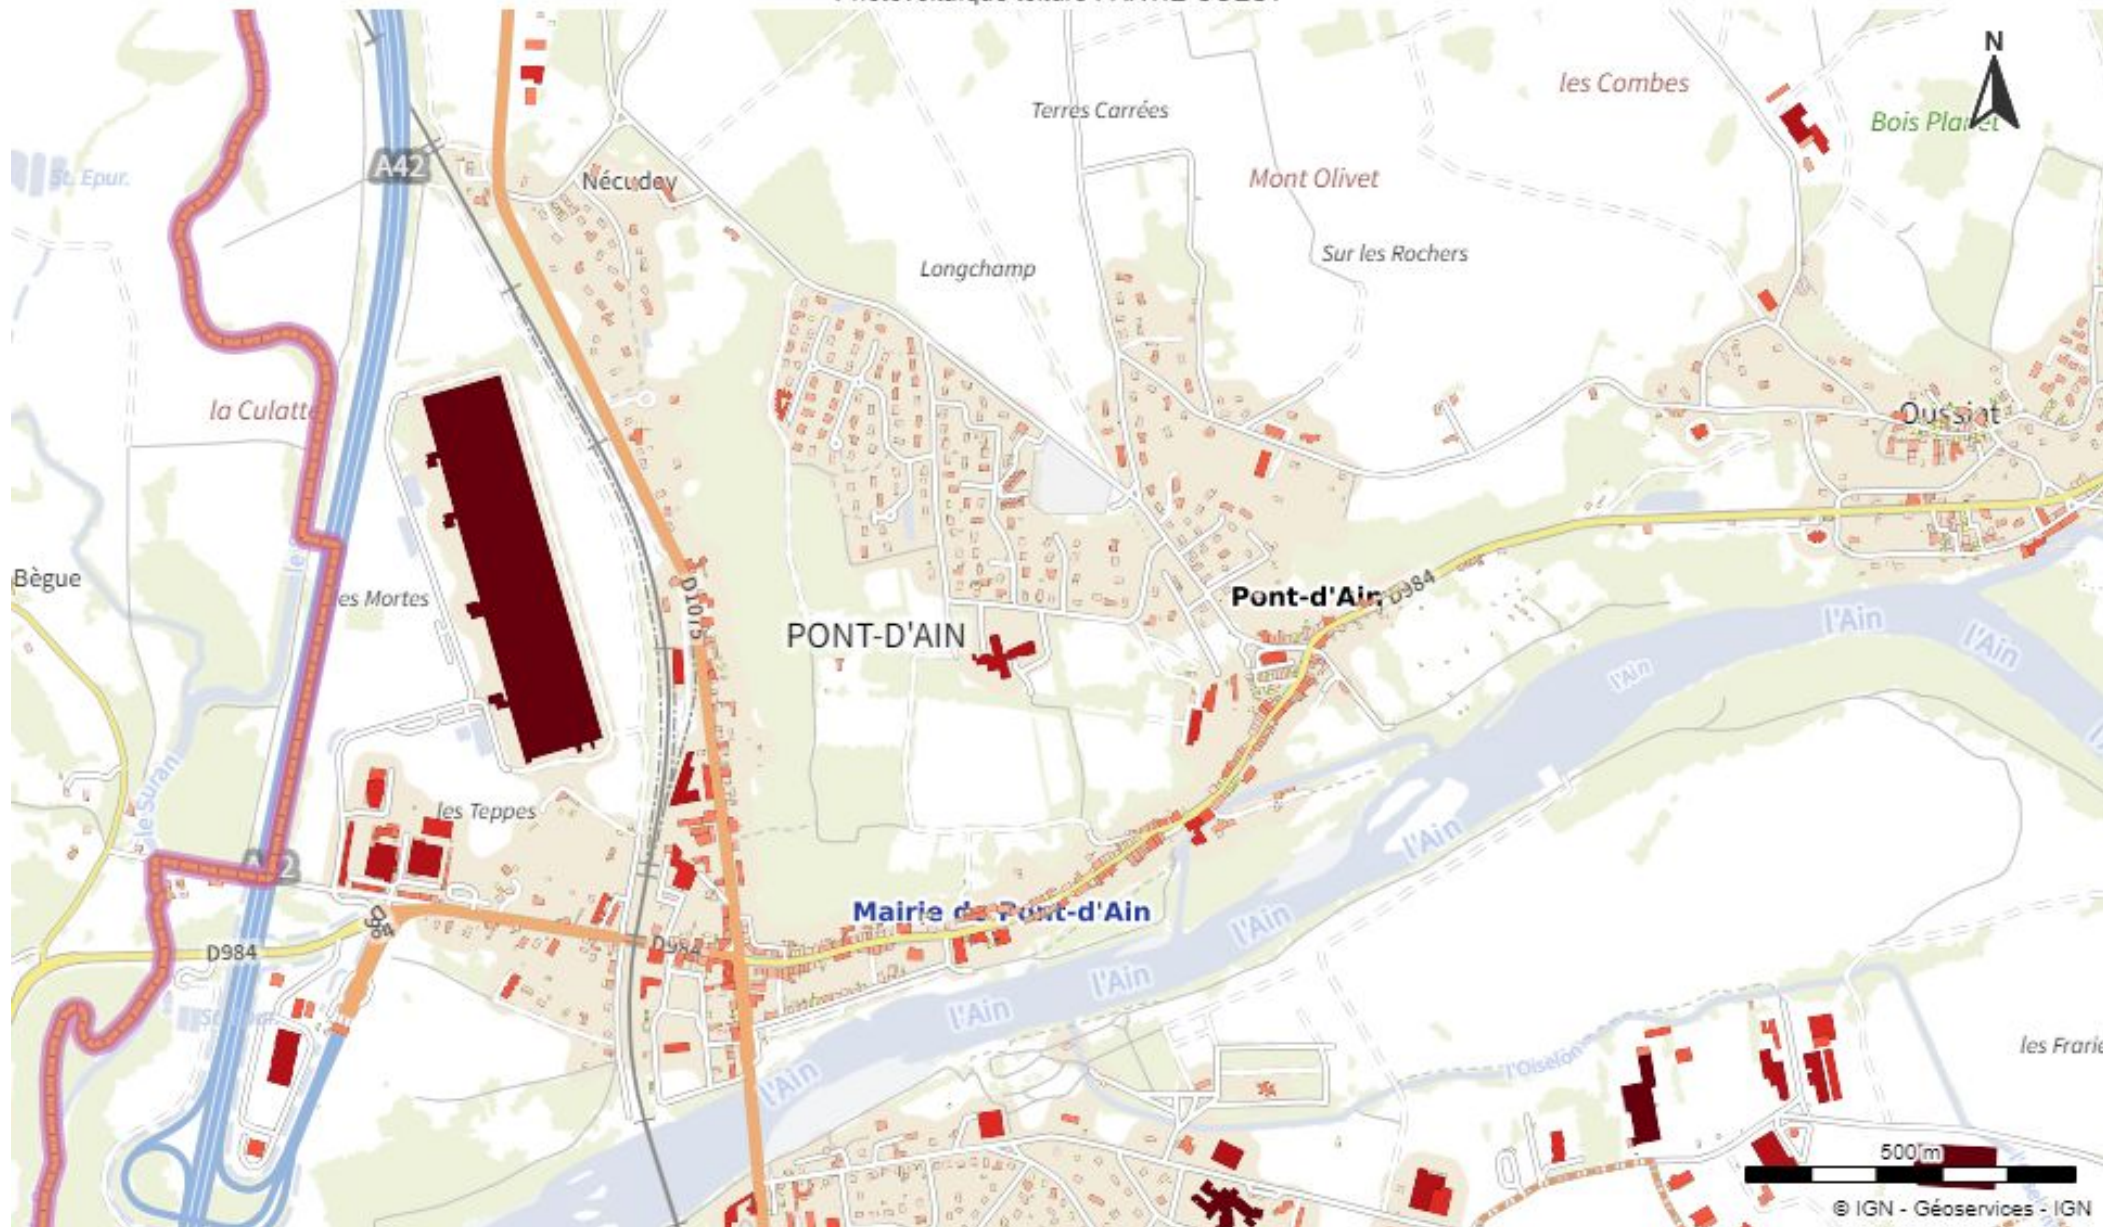 N
les Combes
Terres Carrées
Bois Planet
A42
St. Epur.
Nécudey
Mont Olivet
Sur les Rochers
Longchamp
la Culatte
Oussiat
Bègue
les Mortes
D1075
Pont-d'Ain
D984
PONT-D'AIN
l'Ain
l'Ain
l'Ain
le Suran
les Teppes
l'Ain
A42
Mairie de Pont-d'Ain
l'Ain
D984
D984
l'Ain
l'Ain
l'Oiselon
l'Ain
500 m
© IGN - Géoservices - IGN